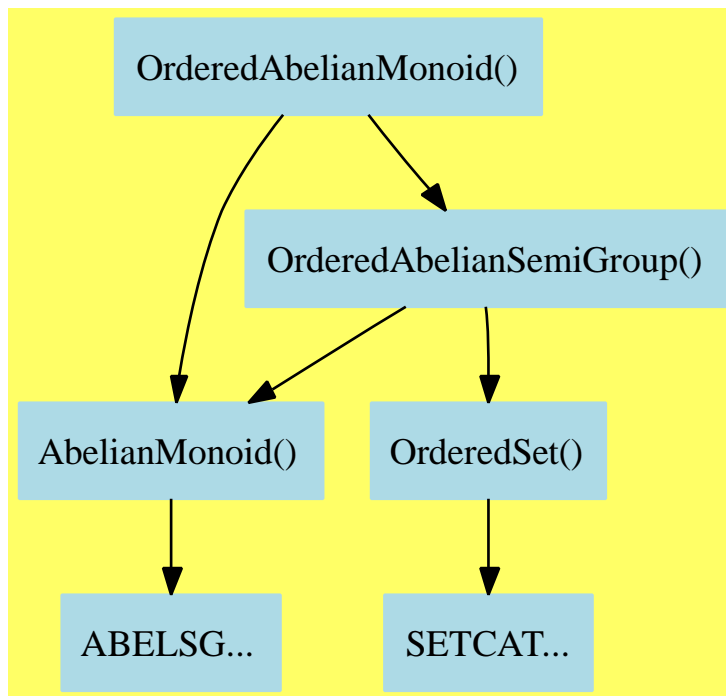 OrderedAbelianMonoid()
OrderedAbelianSemiGroup()
AbelianMonoid()
OrderedSet()
ABELSG...
SETCAT...